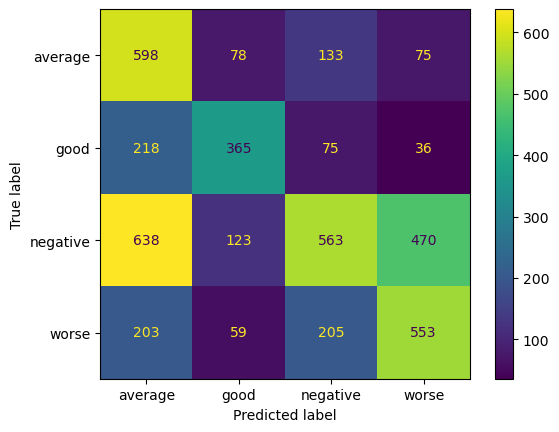 average 598 78 133 75
good 218 365 75 36
negative 638 123 563 470
worse 203 59 205 553
average good negative worse
Predicted label
True label
600
500
400
300
200
100